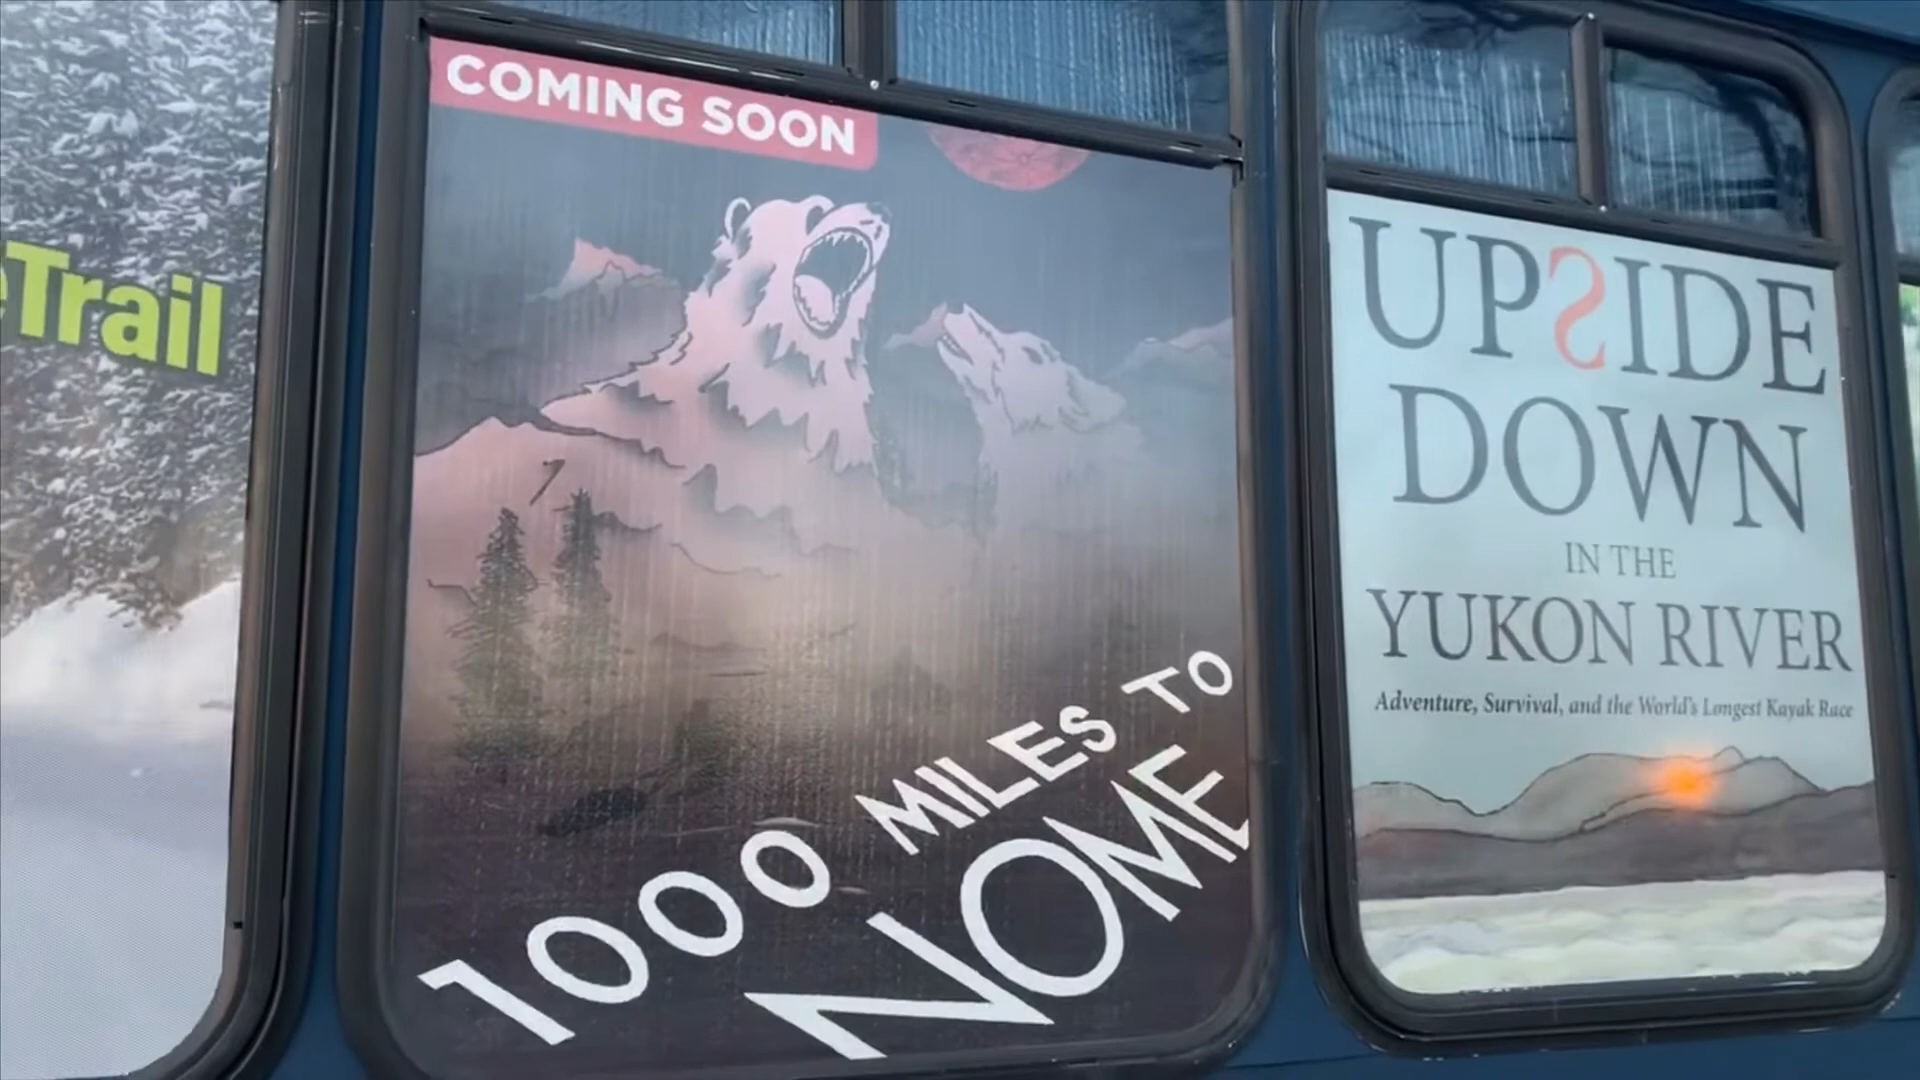 eTrail
COMING SOON
1000 MILES TO
NOME
UPSIDE
DOWN
IN THE
YUKON RIVER
Adventure, Survival, and the World's Longest Kayak Race